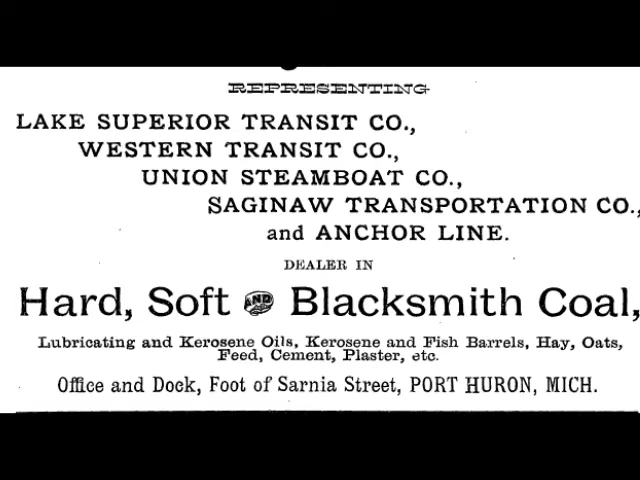 REPRESENTING
LAKE SUPERIOR TRANSIT CO.,
WESTERN TRANSIT CO.,
UNION STEAMBOAT CO.,
SAGINAW TRANSPORTATION CO.,
and ANCHOR LINE.
DEALER IN
Hard, Soft AND Blacksmith Coal,
Lubricating and Kerosene Oils, Kerosene and Fish Barrels, Hay, Oats,
Feed, Cement, Plaster, etc.
Office and Dock, Foot of Sarnia Street, PORT HURON, MICH.